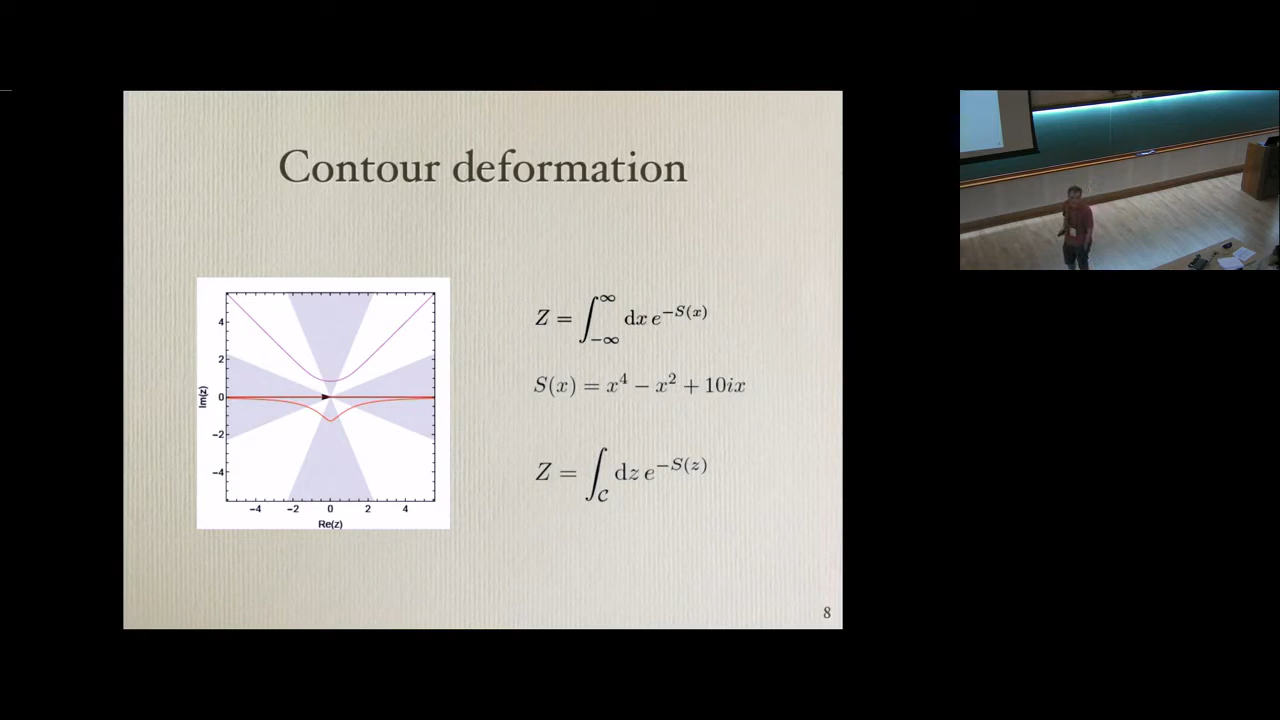 Contour deformation
Z = ∫_{-∞}^{∞} dx e^{-S(x)}
S(x) = x^4 − x^2 + 10ix
Z = ∫_C dz e^{-S(z)}
4
2
0
−2
−4
Im(z)
−4 −2 0 2 4
Re(z)
8